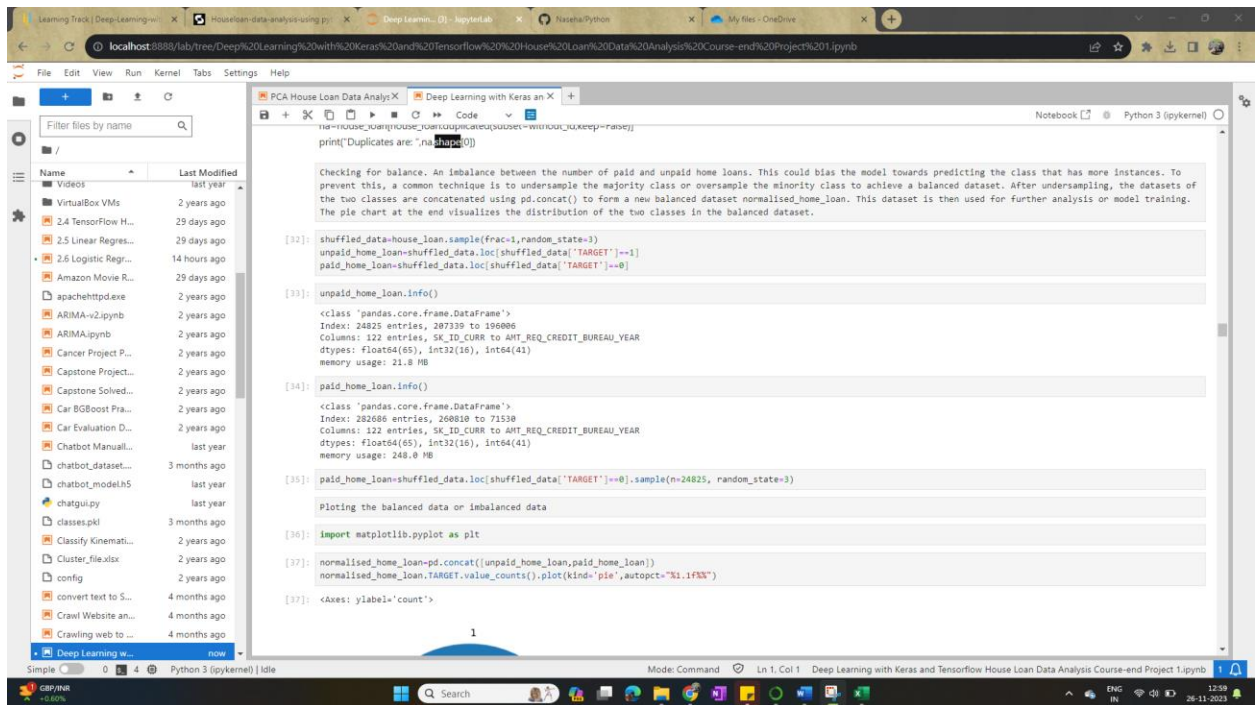 Learning Track | Deep-Learning-wit
Houseloan-data-analysis-using.py
Deep Learnin... (3) - JupyterLab
Naseha/Python
My files - OneDrive
localhost:8888/lab/tree/Deep%20Learning%20with%20Keras%20and%20Tensorflow%20%20House%20Loan%20Data%20Analysis%20Course-end%20Project%201.ipynb
File Edit View Run Kernel Tabs Settings Help
PCA House Loan Data Analys
Deep Learning with Keras an
Code
Notebook
Python 3 (ipykernel)
Filter files by name
/
Name Last Modified
Videos last year
VirtualBox VMs 2 years ago
2.4 TensorFlow H... 29 days ago
2.5 Linear Regres... 29 days ago
2.6 Logistic Regr... 14 hours ago
Amazon Movie R... 29 days ago
apachehttpd.exe 2 years ago
ARIMA-v2.ipynb 2 years ago
ARIMA.ipynb 2 years ago
Cancer Project P... 2 years ago
Capstone Project... 2 years ago
Capstone Solved... 2 years ago
Car BGBoost Pra... 2 years ago
Car Evaluation D... 2 years ago
Chatbot Manuall... last year
chatbot_dataset.... 3 months ago
chatbot_model.h5 last year
chatgui.py last year
classes.pkl 3 months ago
Classify Kinemati... 2 years ago
Cluster_file.xlsx 2 years ago
config 2 years ago
convert text to S... 4 months ago
Crawl Website an... 4 months ago
Crawling web to ... 4 months ago
Deep Learning w... now
na=house_loan[house_loan.duplicated(subset=without_id,keep=False)]
print("Duplicates are: ",na.shape[0])
Checking for balance. An imbalance between the number of paid and unpaid home loans. This could bias the model towards predicting the class that has more instances. To
prevent this, a common technique is to undersample the majority class or oversample the minority class to achieve a balanced dataset. After undersampling, the datasets of
the two classes are concatenated using pd.concat() to form a new balanced dataset normalised_home_loan. This dataset is then used for further analysis or model training.
The pie chart at the end visualizes the distribution of the two classes in the balanced dataset.
[32]: shuffled_data=house_loan.sample(frac=1,random_state=3)
unpaid_home_loan=shuffled_data.loc[shuffled_data['TARGET']==1]
paid_home_loan=shuffled_data.loc[shuffled_data['TARGET']==0]
[33]: unpaid_home_loan.info()
<class 'pandas.core.frame.DataFrame'>
Index: 24825 entries, 207339 to 196006
Columns: 122 entries, SK_ID_CURR to AMT_REQ_CREDIT_BUREAU_YEAR
dtypes: float64(65), int32(16), int64(41)
memory usage: 21.8 MB
[34]: paid_home_loan.info()
<class 'pandas.core.frame.DataFrame'>
Index: 282686 entries, 260810 to 71530
Columns: 122 entries, SK_ID_CURR to AMT_REQ_CREDIT_BUREAU_YEAR
dtypes: float64(65), int32(16), int64(41)
memory usage: 248.0 MB
[35]: paid_home_loan=shuffled_data.loc[shuffled_data['TARGET']==0].sample(n=24825, random_state=3)
Ploting the balanced data or imbalanced data
[36]: import matplotlib.pyplot as plt
[37]: normalised_home_loan=pd.concat([unpaid_home_loan,paid_home_loan])
normalised_home_loan.TARGET.value_counts().plot(kind='pie',autopct="%1.1f%%")
[37]: <Axes: ylabel='count'>
1
Simple 0 4 Python 3 (ipykernel) | Idle
Mode: Command Ln 1, Col 1 Deep Learning with Keras and Tensorflow House Loan Data Analysis Course-end Project 1.ipynb 1
GBP/INR
+0.60%
Search
ENG
IN
12:59
26-11-2023